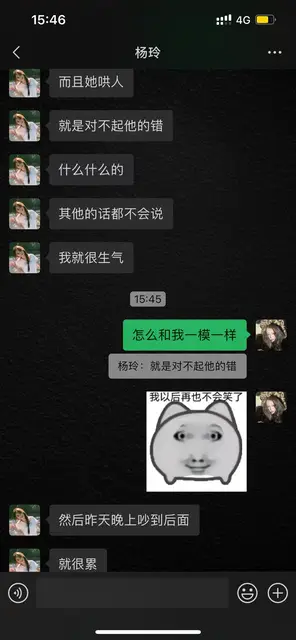 15:46
4G
杨玲
而且她哄人
就是对不起他的错
什么什么的
其他的话都不会说
我就很生气
15:45
怎么和我一模一样
杨玲：就是对不起他的错
我以后再也不会笑了
然后昨天晚上吵到后面
就很累